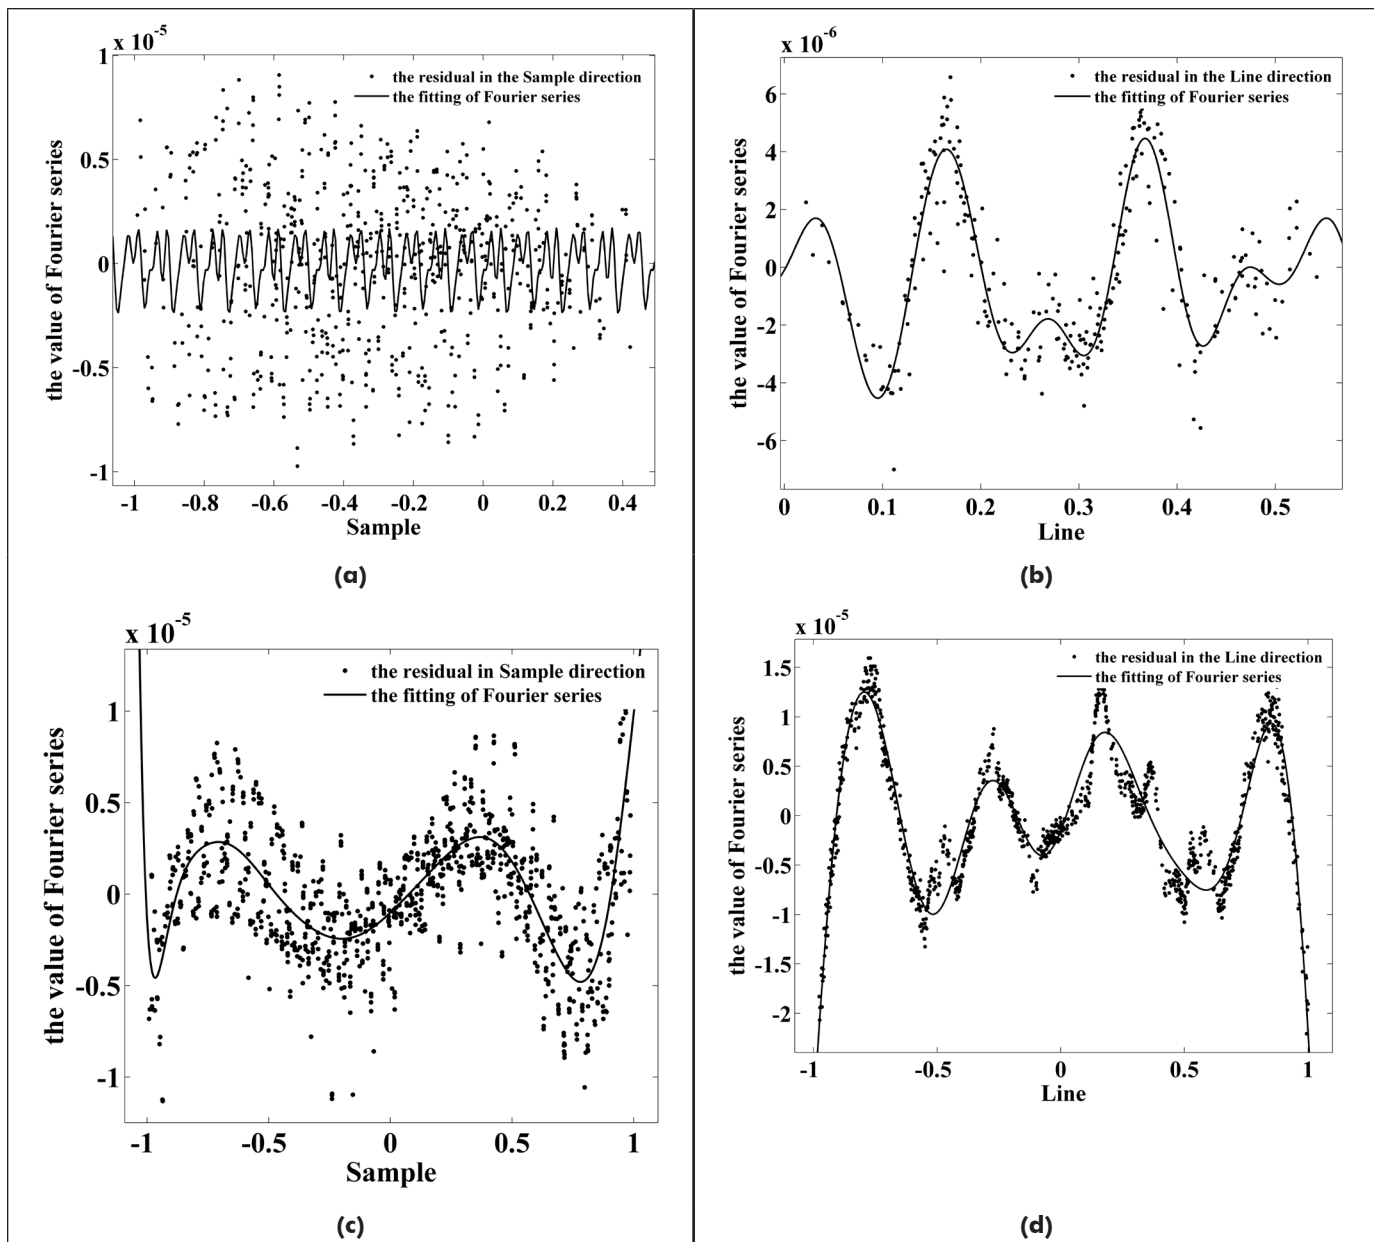 x 10-5
the residual in the Sample direction
the fitting of Fourier series
the value of Fourier series
1
0.5
0
-0.5
-1
-1 -0.8 -0.6 -0.4 -0.2 0 0.2 0.4
Sample
(a)
x 10-6
the residual in the Line direction
the fitting of Fourier series
the value of Fourier series
6
4
2
0
-2
-4
-6
0 0.1 0.2 0.3 0.4 0.5
Line
(b)
x 10-5
the residual in Sample direction
the fitting of Fourier series
the value of Fourier series
1
0.5
0
-0.5
-1
-1 -0.5 0 0.5 1
Sample
(c)
x 10-5
the residual in the Line direction
the fitting of Fourier series
the value of Fourier series
1.5
1
0.5
0
-0.5
-1
-1.5
-2
-1 -0.5 0 0.5 1
Line
(d)